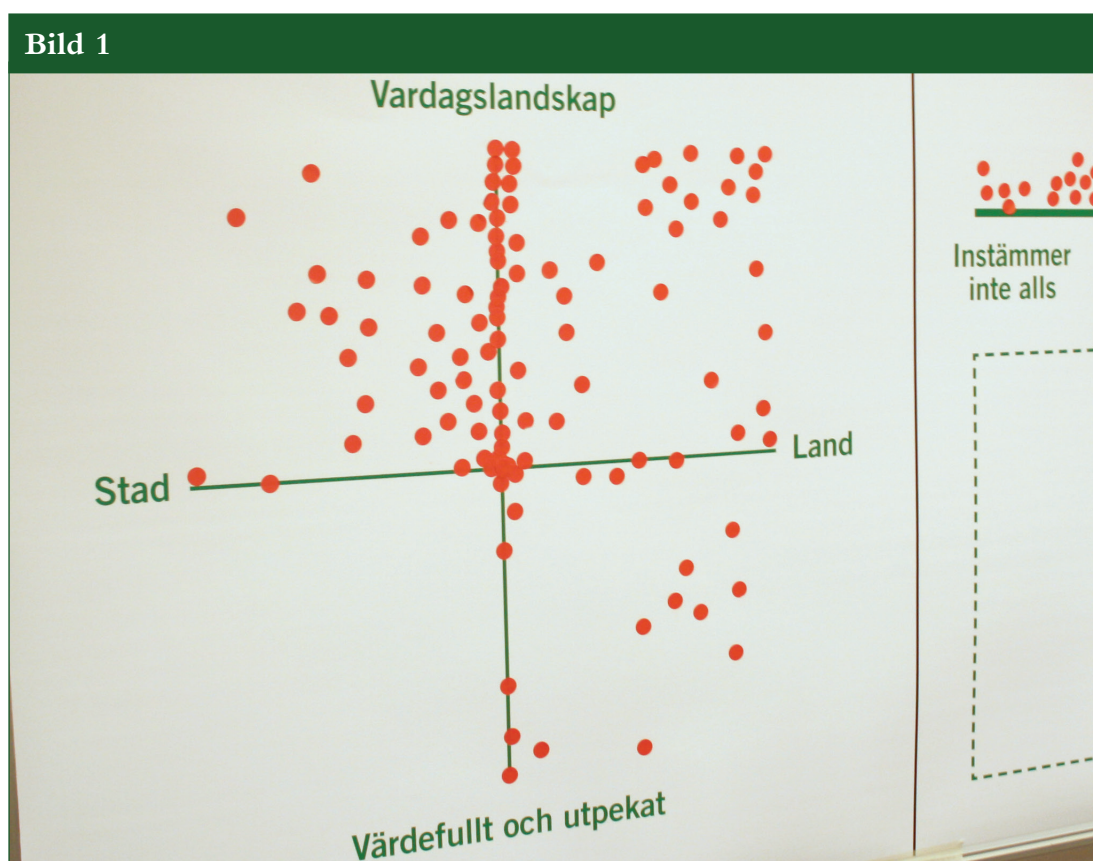 Bild 1
Vardagslandskap
Instämmer
inte alls
Land
Stad
Värdefullt och utpekat